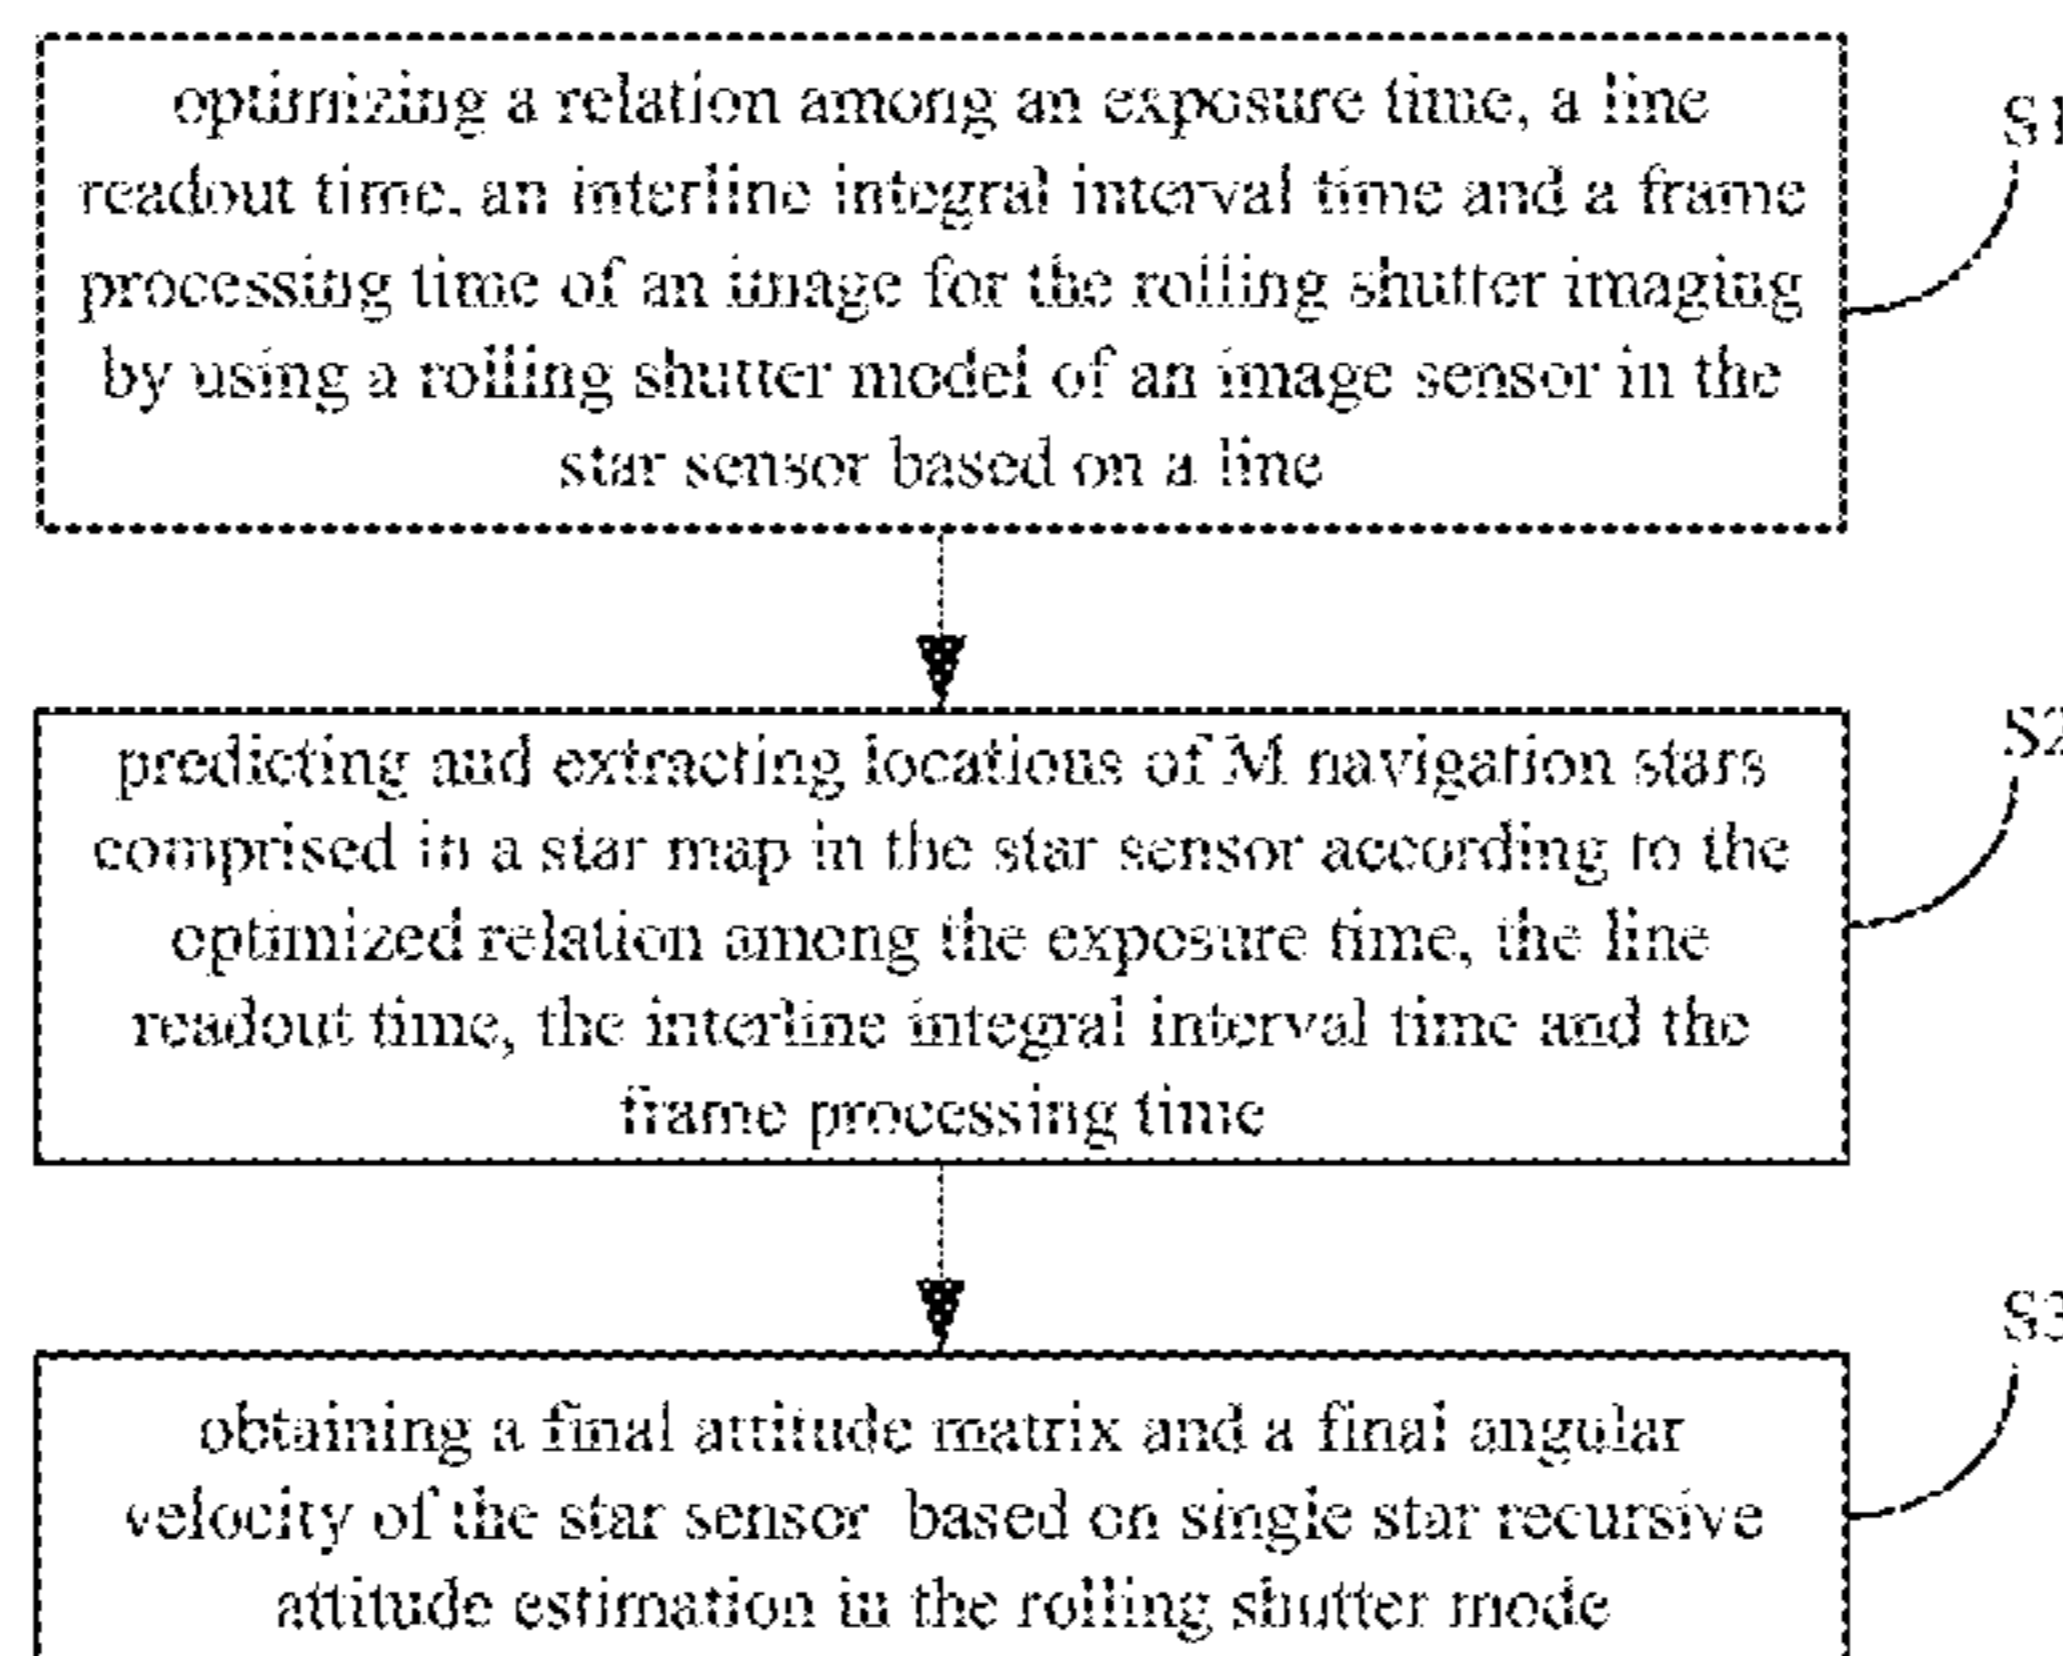 optimizing a relation among an exposure time, a line
readout time, an interline integral interval time and a frame
processing time of an image for the rolling shutter imaging
by using a rolling shutter model of an image sensor in the
star sensor based on a line
S1
predicting and extracting locations of M navigation stars
comprised in a star map in the star sensor according to the
optimized relation among the exposure time, the line
readout time, the interline integral interval time and the
frame processing time
S2
obtaining a final attitude matrix and a final angular
velocity of the star sensor based on single star recursive
attitude estimation in the rolling shutter mode
S3